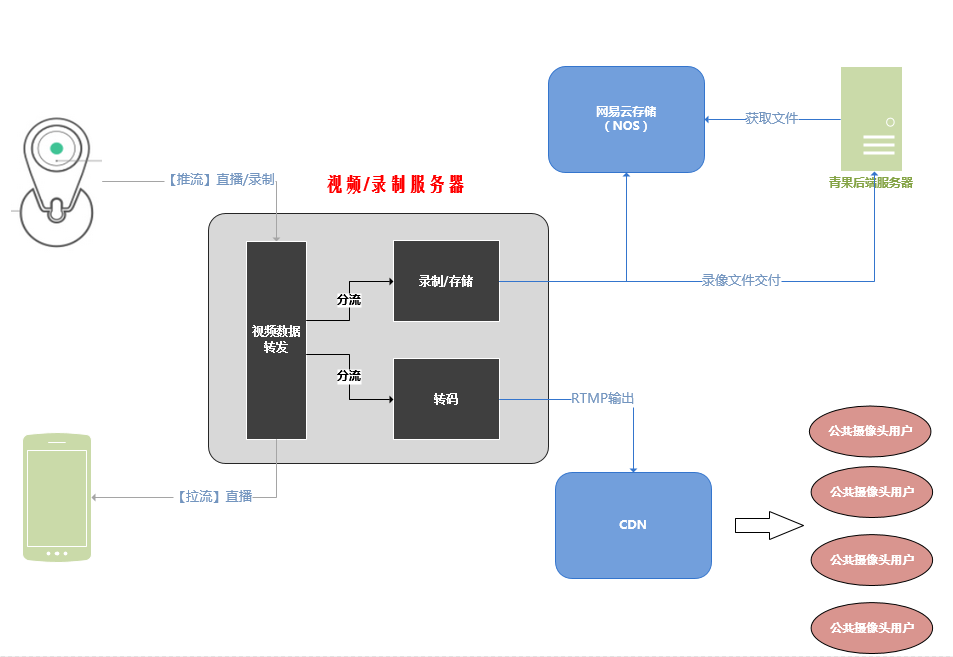 网易云存储
（NOS）
获取文件
青果后端服务器
【推流】直播/录制
视频/录制服务器
录制/存储
录像文件交付
分流
视频数据
转发
分流
转码
RTMP输出
公共摄像头用户
公共摄像头用户
【拉流】直播
CDN
公共摄像头用户
公共摄像头用户